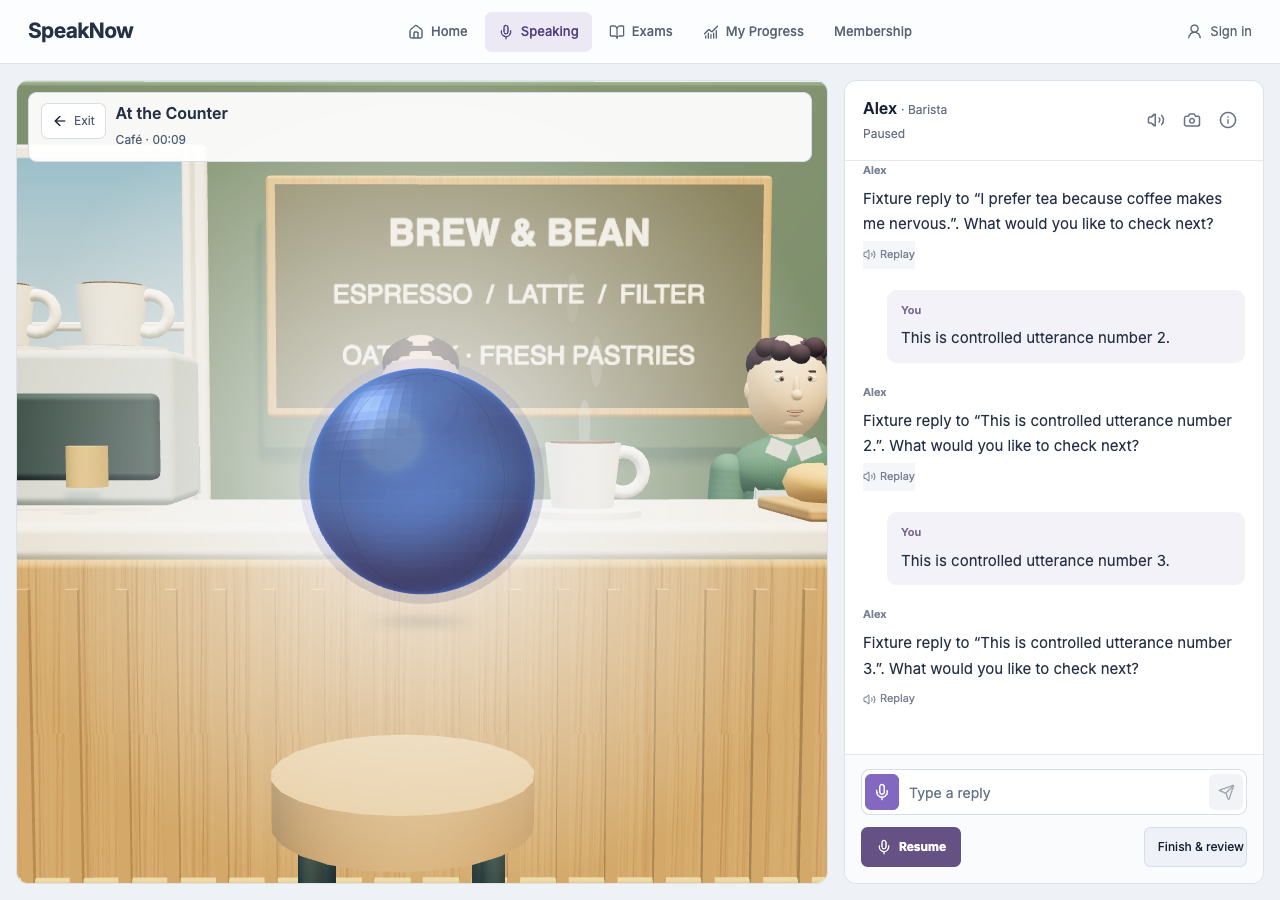 SpeakNow
Home
Speaking
Exams
My Progress
Membership
Sign in
Exit
At the Counter
Café · 00:09
BREW & BEAN
ESPRESSO / LATTE / FILTER
OAT · FRESH PASTRIES
Alex · Barista
Paused
Alex
Fixture reply to “I prefer tea because coffee makes
me nervous.”. What would you like to check next?
Replay
You
This is controlled utterance number 2.
Alex
Fixture reply to “This is controlled utterance number
2.”. What would you like to check next?
Replay
You
This is controlled utterance number 3.
Alex
Fixture reply to “This is controlled utterance number
3.”. What would you like to check next?
Replay
Type a reply
Resume
Finish & review